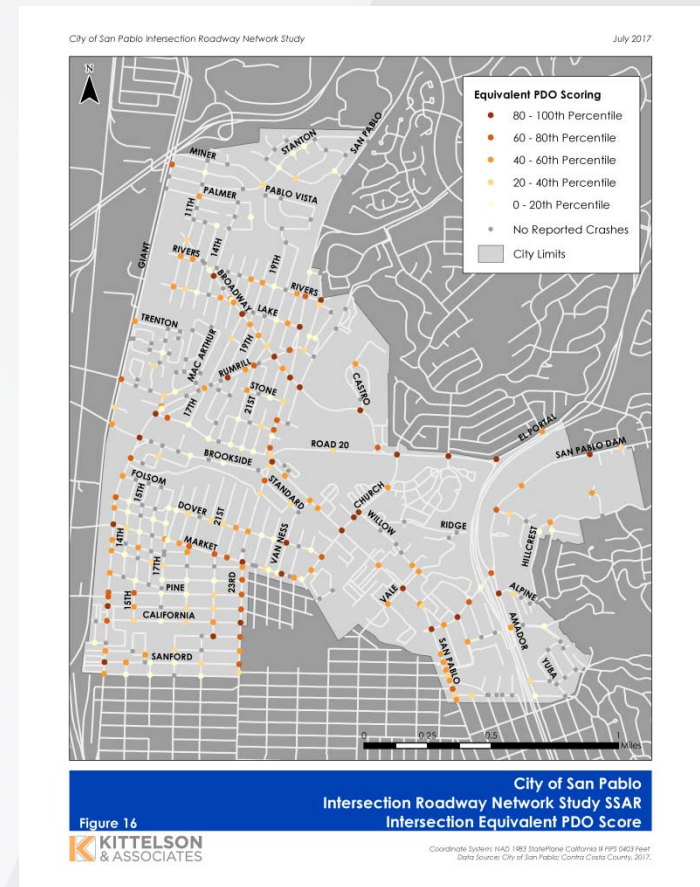 City of San Pablo Intersection Roadway Network Study
July 2017
N
Equivalent PDO Scoring
80 - 100th Percentile
60 - 80th Percentile
40 - 60th Percentile
20 - 40th Percentile
0 - 20th Percentile
No Reported Crashes
City Limits
STANTON
SAN PABLO
MINER
PALMER
PABLO VISTA
11TH
14TH
GIANT
RIVERS
19TH
BROADWAY
RIVERS
LAKE
TRENTON
MAC ARTHUR
19TH
RUMRILL
CASTRO
STONE
17TH
21ST
EL PORTAL
ROAD 20
SAN PABLO DAM
BROOKSIDE
FOLSOM
STANDARD
15TH
CHURCH
DOVER
21ST
WILLOW
RIDGE
14TH
MARKET
VAN NESS
HILLCREST
17TH
23RD
PINE
VALE
ALPINE
15TH
CALIFORNIA
AMADOR
SANFORD
SAN PABLO
YUBA
0 0.25 0.5 1
Miles
City of San Pablo
Intersection Roadway Network Study SSAR
Figure 16
Intersection Equivalent PDO Score
KITTELSON
& ASSOCIATES
Coordinate System: NAD 1983 StatePlane California III FIPS 0403 Feet
Data Source: City of San Pablo; Contra Costa County, 2017.